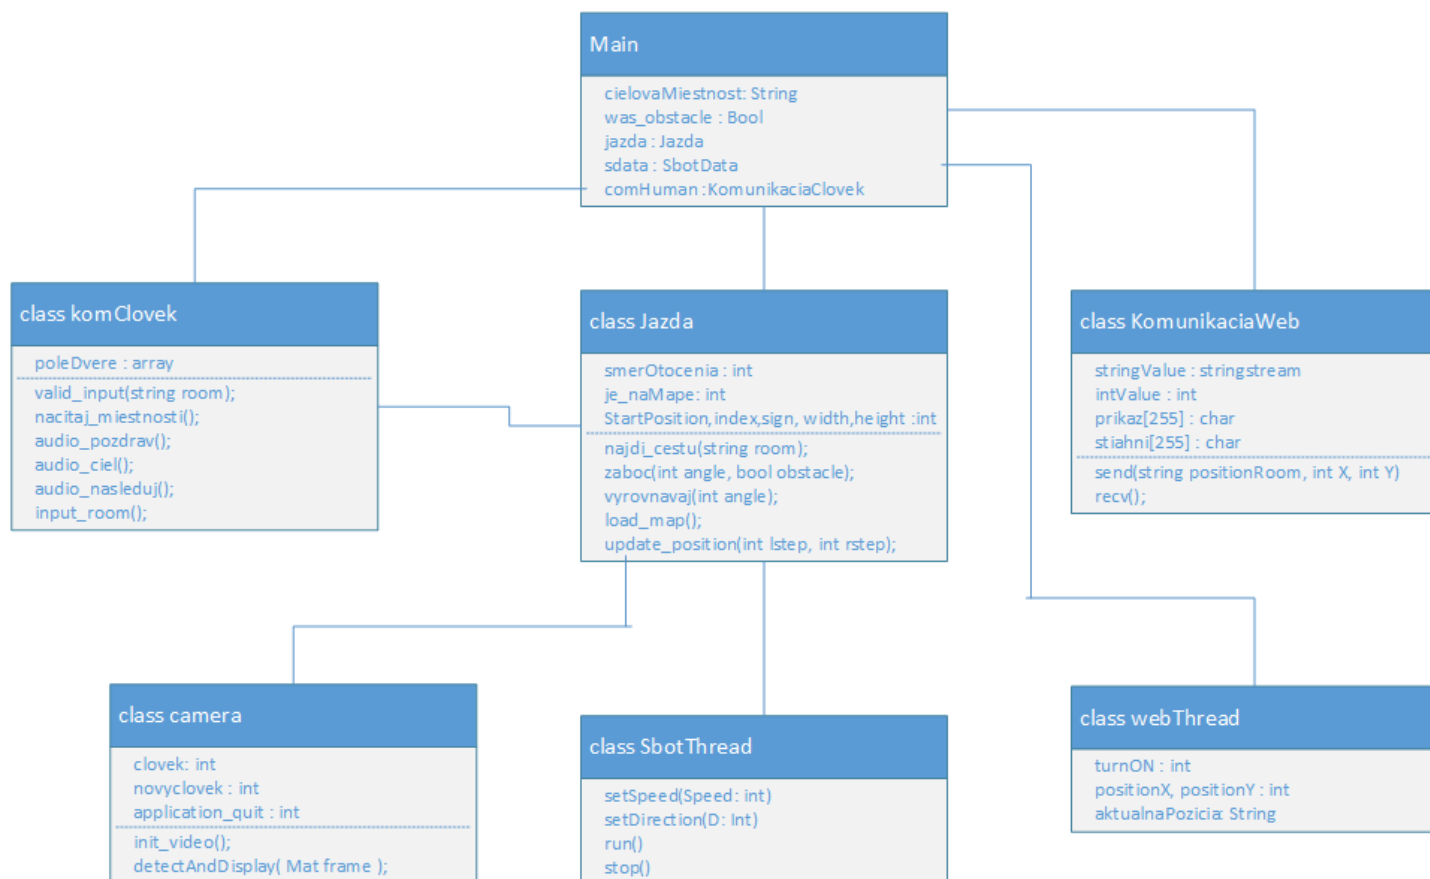 Main
cielovaMiestnost: String
was_obstacle : Bool
jazda : Jazda
sdata : SbotData
comHuman :KomunikaciaClovek
class komClovek
poleDvere : array
valid_input(string room);
nacitaj_miestnosti();
audio_pozdrav();
audio_ciel();
audio_nasleduj();
input_room();
class Jazda
smerOtocenia : int
je_naMape: int
StartPosition,index,sign, width,height :int
najdi_cestu(string room);
zaboc(int angle, bool obstacle);
vyrovnavaj(int angle);
load_map();
update_position(int lstep, int rstep);
class KomunikaciaWeb
stringValue : stringstream
intValue : int
prikaz[255] : char
stiahni[255] : char
send(string positionRoom, int X, int Y)
recv();
class camera
clovek: int
novyclovek : int
application_quit : int
init_video();
detectAndDisplay( Mat frame );
class SbotThread
setSpeed(Speed: int)
setDirection(D: Int)
run()
stop()
class webThread
turnON : int
positionX, positionY : int
aktualnaPozicia: String